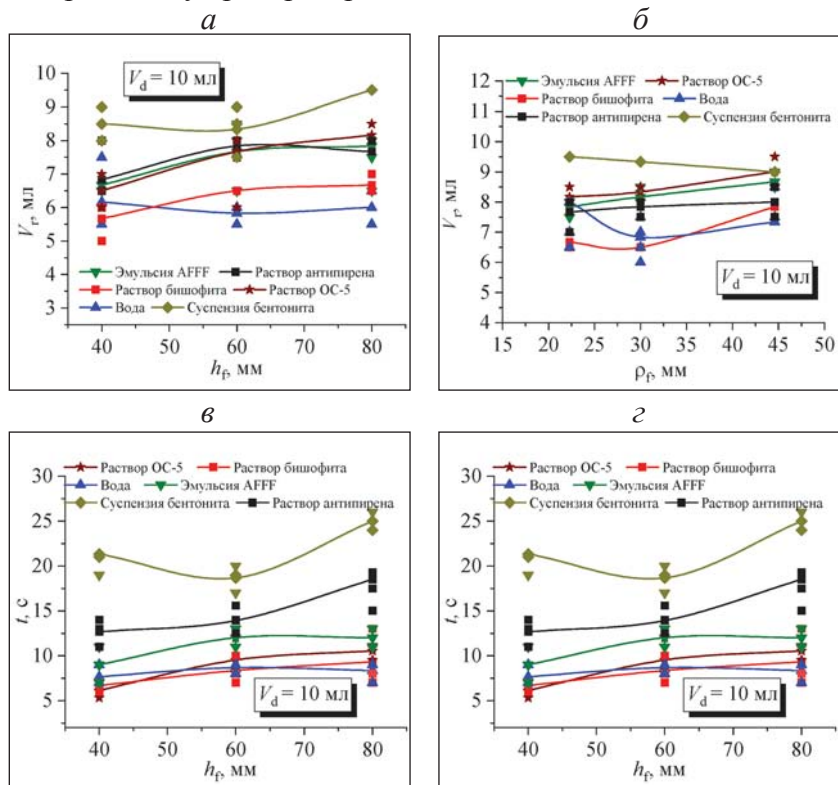 а
V_d = 10 мл
V_r, мл
10
9
8
7
6
5
4
3
Эмульсия AFFF Раствор антипирена
Раствор бишофита Раствор ОС-5
Вода Суспензия бентонита
40 50 60 70 80
h_f, мм
б
Эмульсия AFFF Раствор ОС-5
Раствор бишофита Вода
Раствор антипирена Суспензия бентонита
V_r, мл
12
11
10
9
8
7
6
5
4
V_d = 10 мл
15 20 25 30 35 40 45 50
ρ_f, мм
в
Раствор ОС-5 Раствор бишофита
Вода Эмульсия AFFF
Суспензия бентонита Раствор антипирена
t, с
30
25
20
15
10
5
V_d = 10 мл
40 50 60 70 80
h_f, мм
г
Раствор ОС-5 Раствор бишофита
Вода Эмульсия AFFF
Суспензия бентонита Раствор антипирена
t, с
30
25
20
15
10
5
V_d = 10 мл
40 50 60 70 80
h_f, мм